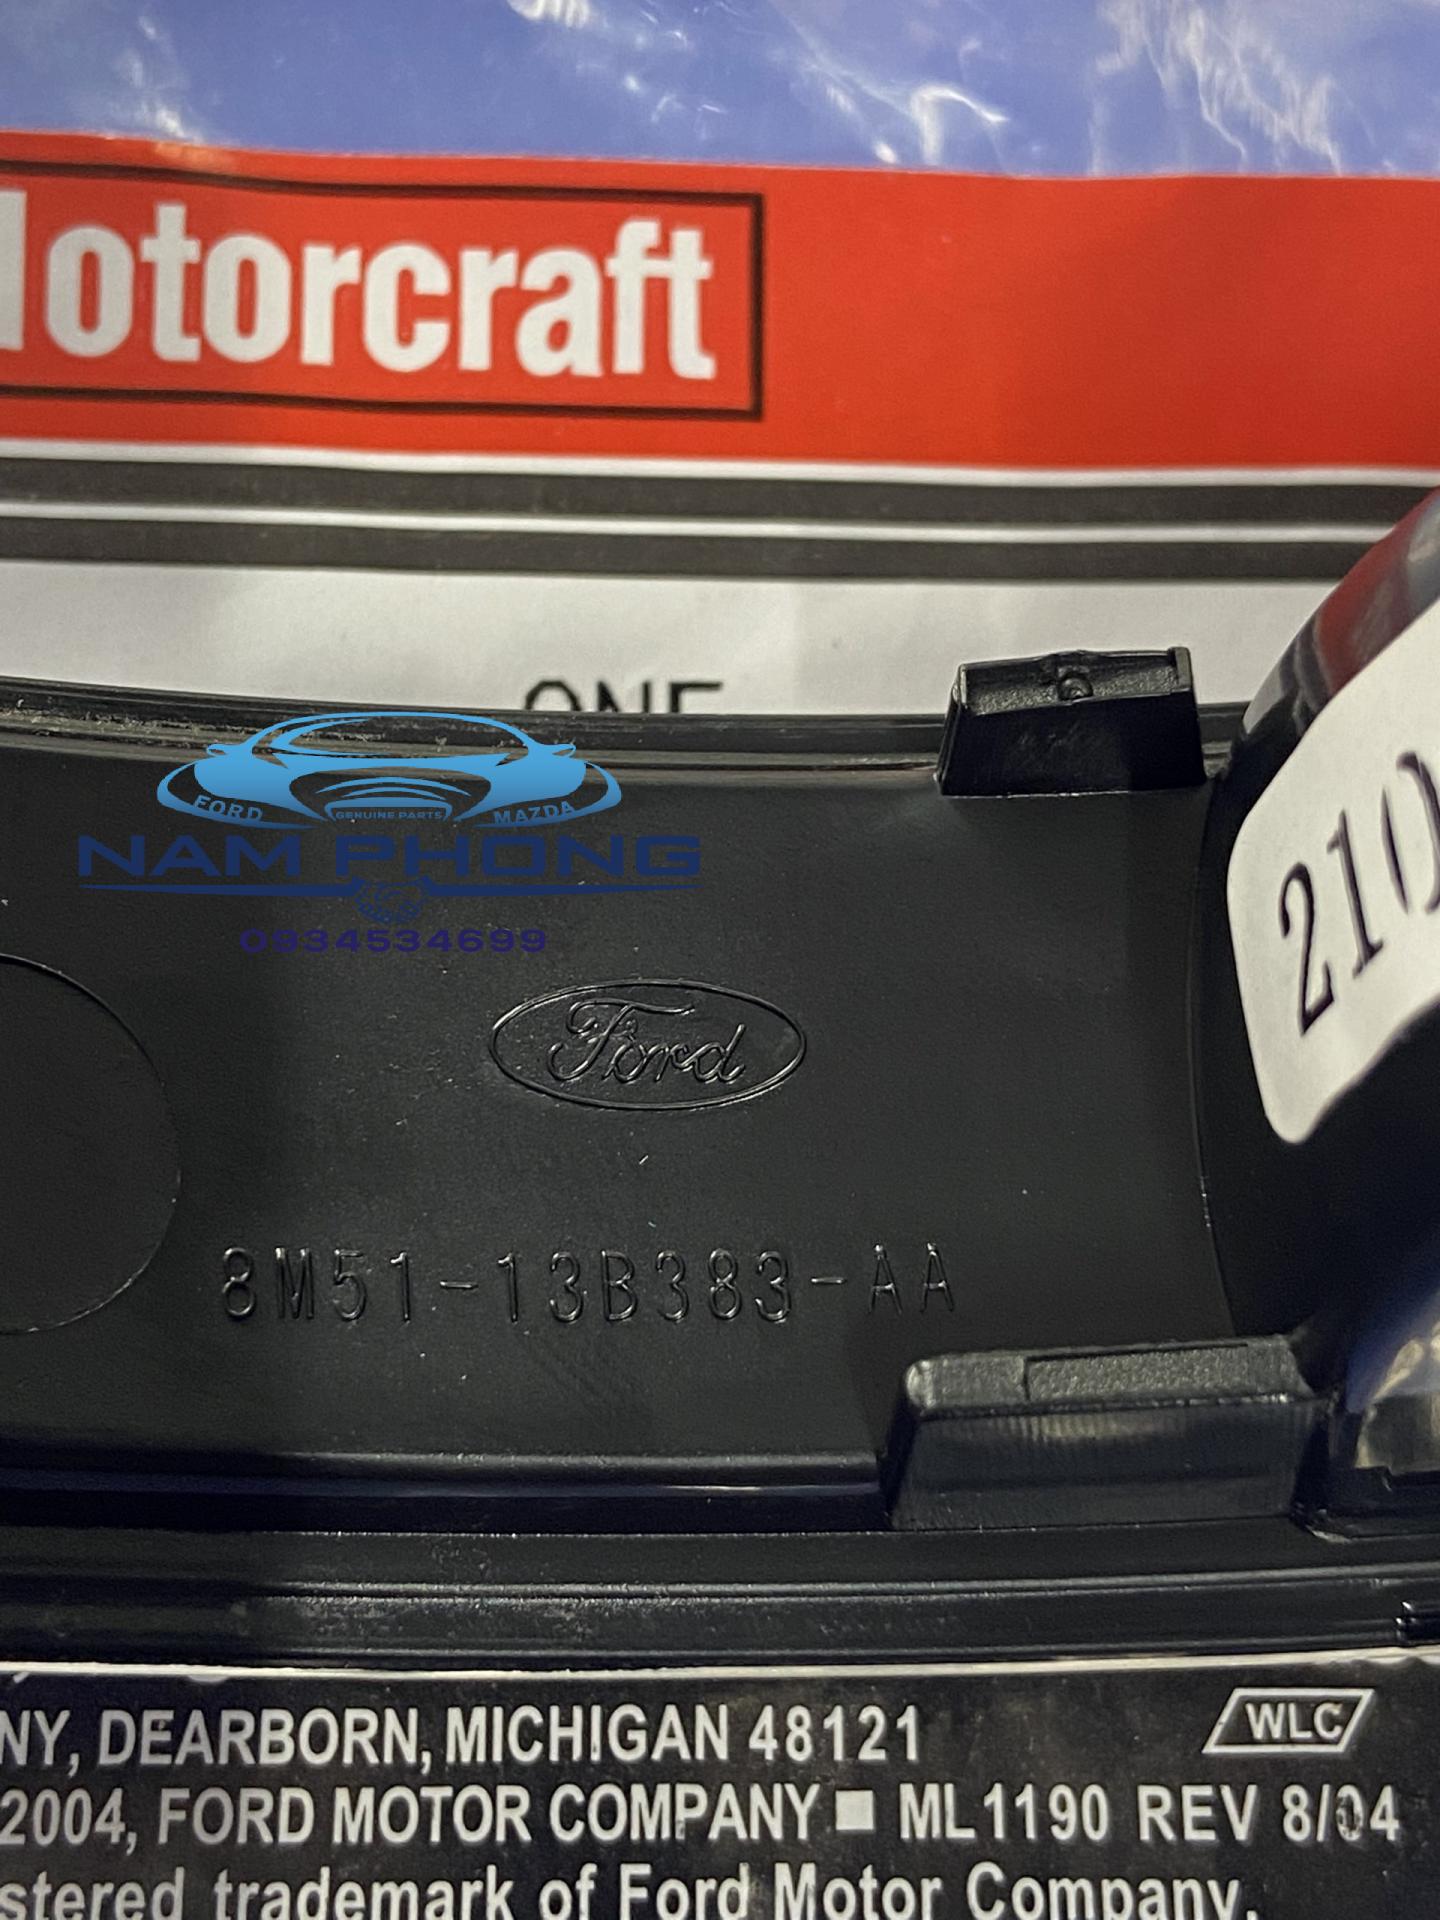 Motorcraft
ONE
FORD
GENUINE PARTS
MAZDA
NAM PHONG
0934534699
Ford
210
8M51-13B383-AA
NY, DEARBORN, MICHIGAN 48121
WLC
2004, FORD MOTOR COMPANY ■ ML1190 REV 8/04
stered trademark of Ford Motor Company.